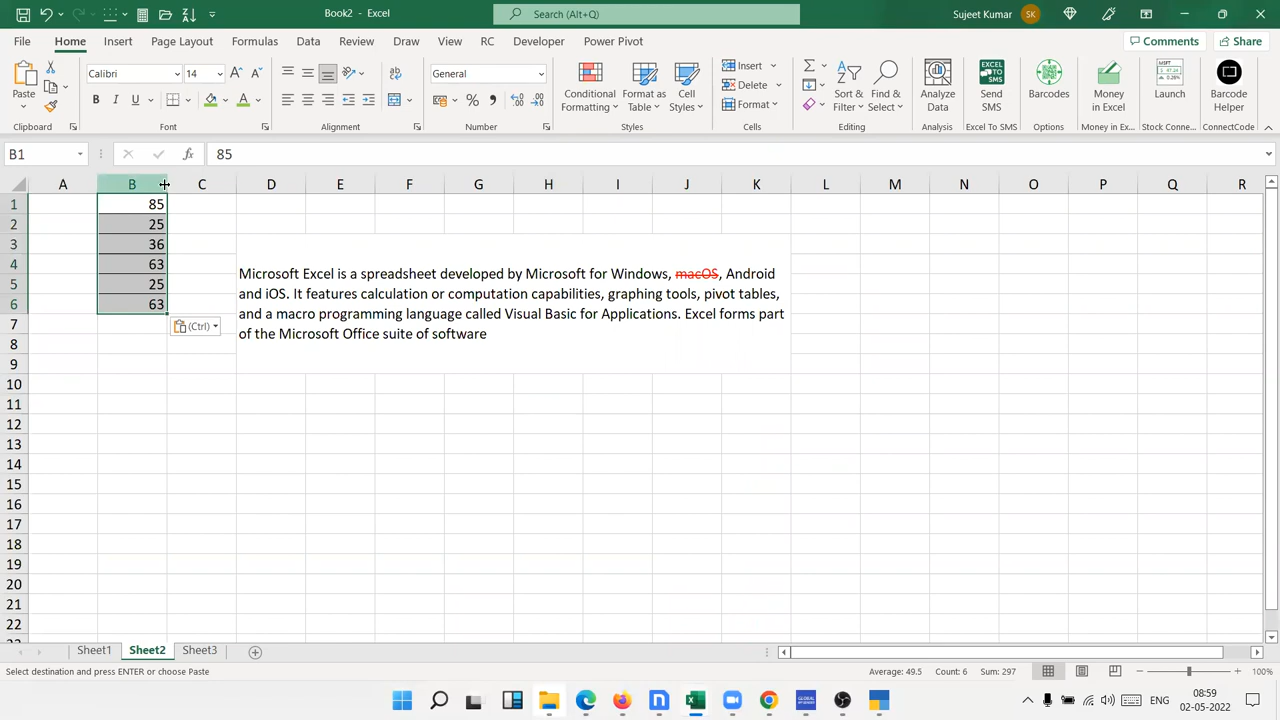 Book2 - Excel
Search (Alt+Q)
Sujeet Kumar
SK
File Home Insert Page Layout Formulas Data Review Draw View RC Developer Power Pivot
Comments
Share
Paste
Calibri
14
General
Conditional Formatting
Format as Table
Cell Styles
Insert
Delete
Format
Sort & Filter
Find & Select
Analyze Data
Send SMS
Barcodes
Money in Excel
Launch
Barcode Helper
Clipboard Font Alignment Number Styles Cells Editing Analysis Excel To SMS Options Money in Ex... Stock Connec... ConnectCode
B1
fx
85
A B C D E F G H I J K L M N O P Q R
1 85
2 25
3 36
4 63
5 25
6 63
7
8
9
10
11
12
13
14
15
16
17
18
19
20
21
22
23
(Ctrl)
Microsoft Excel is a spreadsheet developed by Microsoft for Windows, macOS, Android
and iOS. It features calculation or computation capabilities, graphing tools, pivot tables,
and a macro programming language called Visual Basic for Applications. Excel forms part
of the Microsoft Office suite of software
Sheet1 Sheet2 Sheet3
Select destination and press ENTER or choose Paste
Average: 49.5 Count: 6 Sum: 297
100%
ENG
08:59
02-05-2022